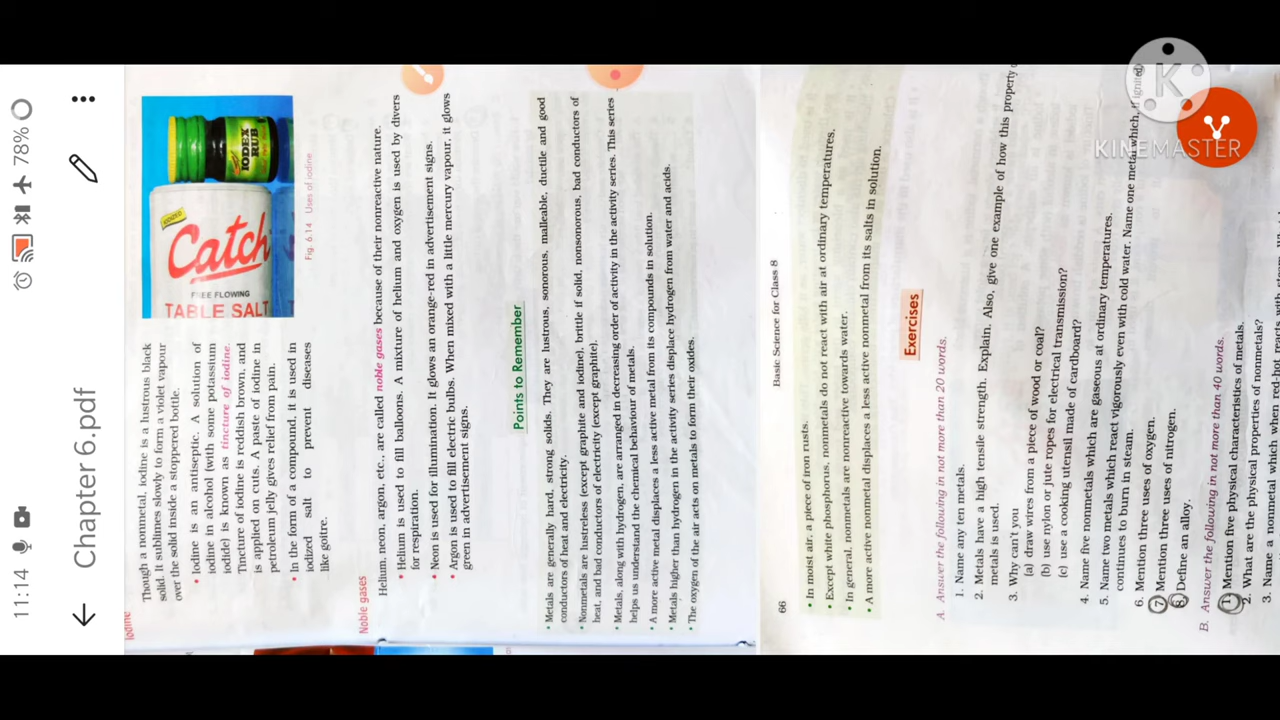 11:14
78%
Chapter 6.pdf
Iodine
Though a nonmetal, iodine is a lustrous black
solid. It sublimes slowly to form a violet vapour
over the solid inside a stoppered bottle.
• Iodine is an antiseptic. A solution of
iodine in alcohol (with some potassium
iodide) is known as tincture of iodine.
Tincture of iodine is reddish brown, and
is applied on cuts. A paste of iodine in
petroleum jelly gives relief from pain.
• In the form of a compound, it is used in
iodized salt to prevent diseases
like goitre.
Catch
FREE FLOWING
TABLE SALT
IODEX
RUB
Fig. 6.14 Uses of iodine
Noble gases
Helium, neon, argon, etc., are called noble gases because of their nonreactive nature.
• Helium is used to fill balloons. A mixture of helium and oxygen is used by divers
for respiration.
• Neon is used for illumination. It glows an orange-red in advertisement signs.
• Argon is used to fill electric bulbs. When mixed with a little mercury vapour, it glows
green in advertisement signs.
Points to Remember
• Metals are generally hard, strong solids. They are lustrous, sonorous, malleable, ductile and good
conductors of heat and electricity.
• Nonmetals are lustreless (except graphite and iodine), brittle if solid, nonsonorous, bad conductors of
heat, and bad conductors of electricity (except graphite).
• Metals, along with hydrogen, are arranged in decreasing order of activity in the activity series. This series
helps us understand the chemical behaviour of metals.
• A more active metal displaces a less active metal from its compounds in solution.
• Metals higher than hydrogen in the activity series displace hydrogen from water and acids.
• The oxygen of the air acts on metals to form their oxides.
66
Basic Science for Class 8
• In moist air, a piece of iron rusts.
• Except white phosphorus, nonmetals do not react with air at ordinary temperatures.
• In general, nonmetals are nonreactive towards water.
• A more active nonmetal displaces a less active nonmetal from its salts in solution.
Exercises
A. Answer the following in not more than 20 words.
1. Name any ten metals.
2. Metals have a high tensile strength. Explain. Also, give one example of how this property
metals is used.
3. Why can't you
(a) draw wires from a piece of wood or coal?
(b) use nylon or jute ropes for electrical transmission?
(c) use a cooking utensil made of cardboard?
4. Name five nonmetals which are gaseous at ordinary temperatures.
5. Name two metals which react vigorously even with cold water. Name one metal which, if ignited
continues to burn in steam.
6. Mention three uses of oxygen.
7. Mention three uses of nitrogen.
8. Define an alloy.
B. Answer the following in not more than 40 words.
1. Mention five physical characteristics of metals.
2. What are the physical properties of nonmetals?
3. Name a nonmetal which when red-hot reacts with steam.
K
KINEMASTER